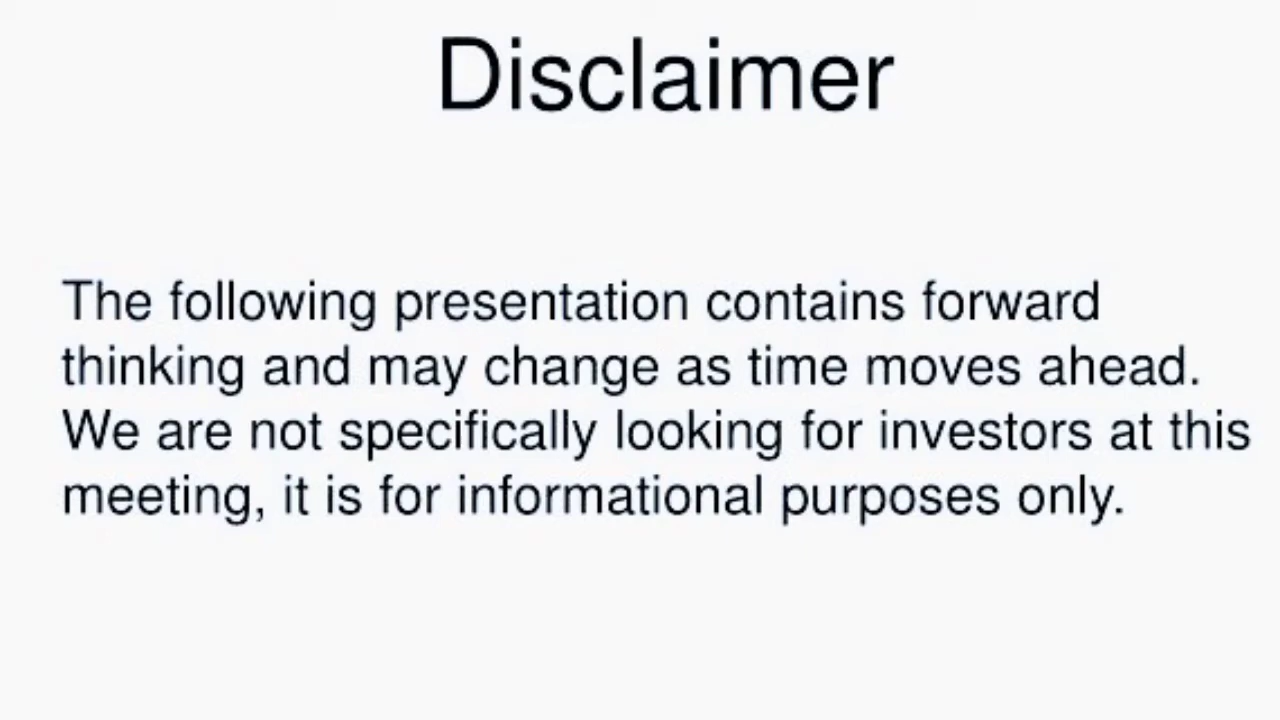 Disclaimer
The following presentation contains forward
thinking and may change as time moves ahead.
We are not specifically looking for investors at this
meeting, it is for informational purposes only.